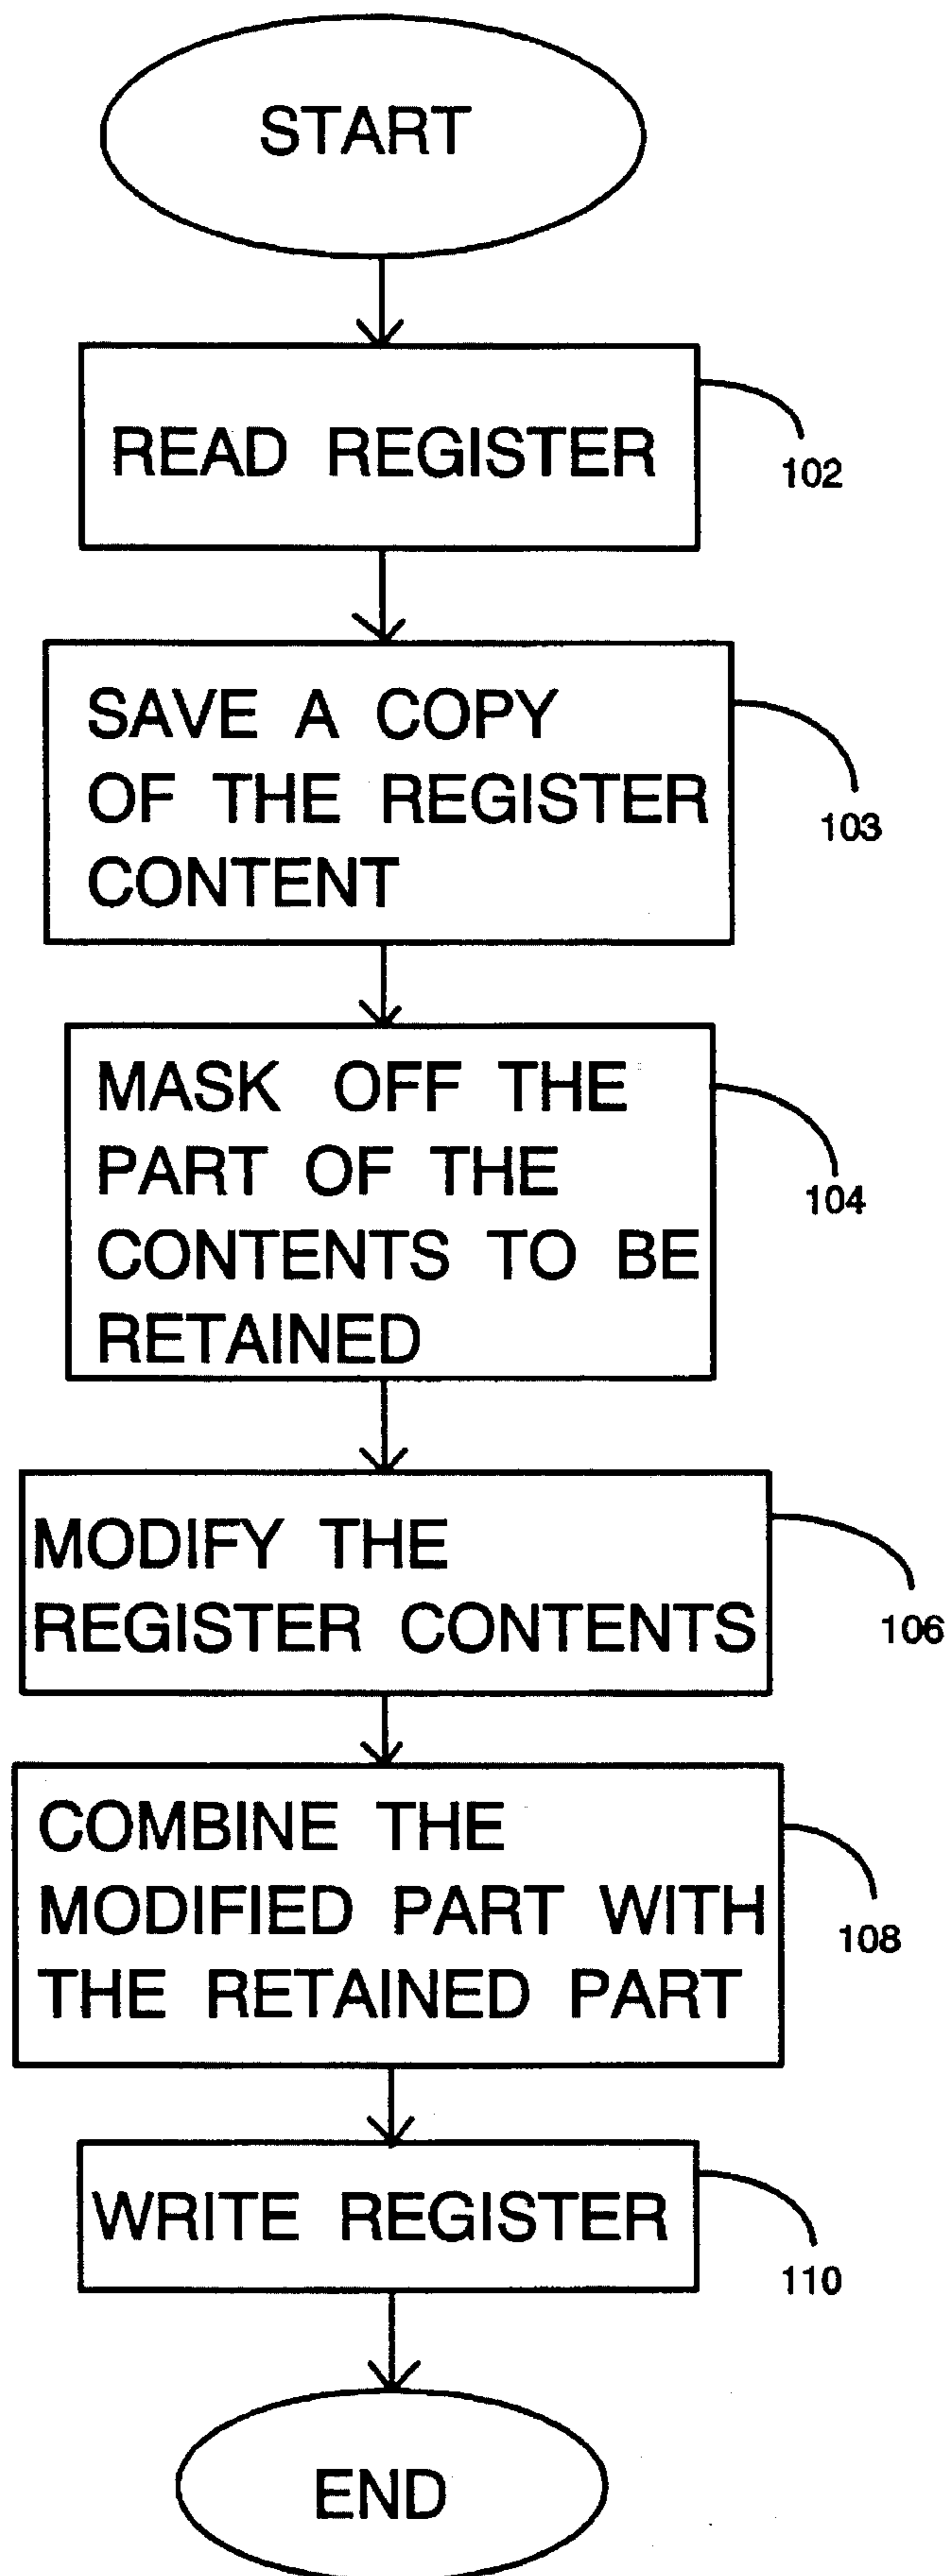 START
READ REGISTER
102
SAVE A COPY
OF THE REGISTER
CONTENT
103
MASK OFF THE
PART OF THE
CONTENTS TO BE
RETAINED
104
MODIFY THE
REGISTER CONTENTS
106
COMBINE THE
MODIFIED PART WITH
THE RETAINED PART
108
WRITE REGISTER
110
END